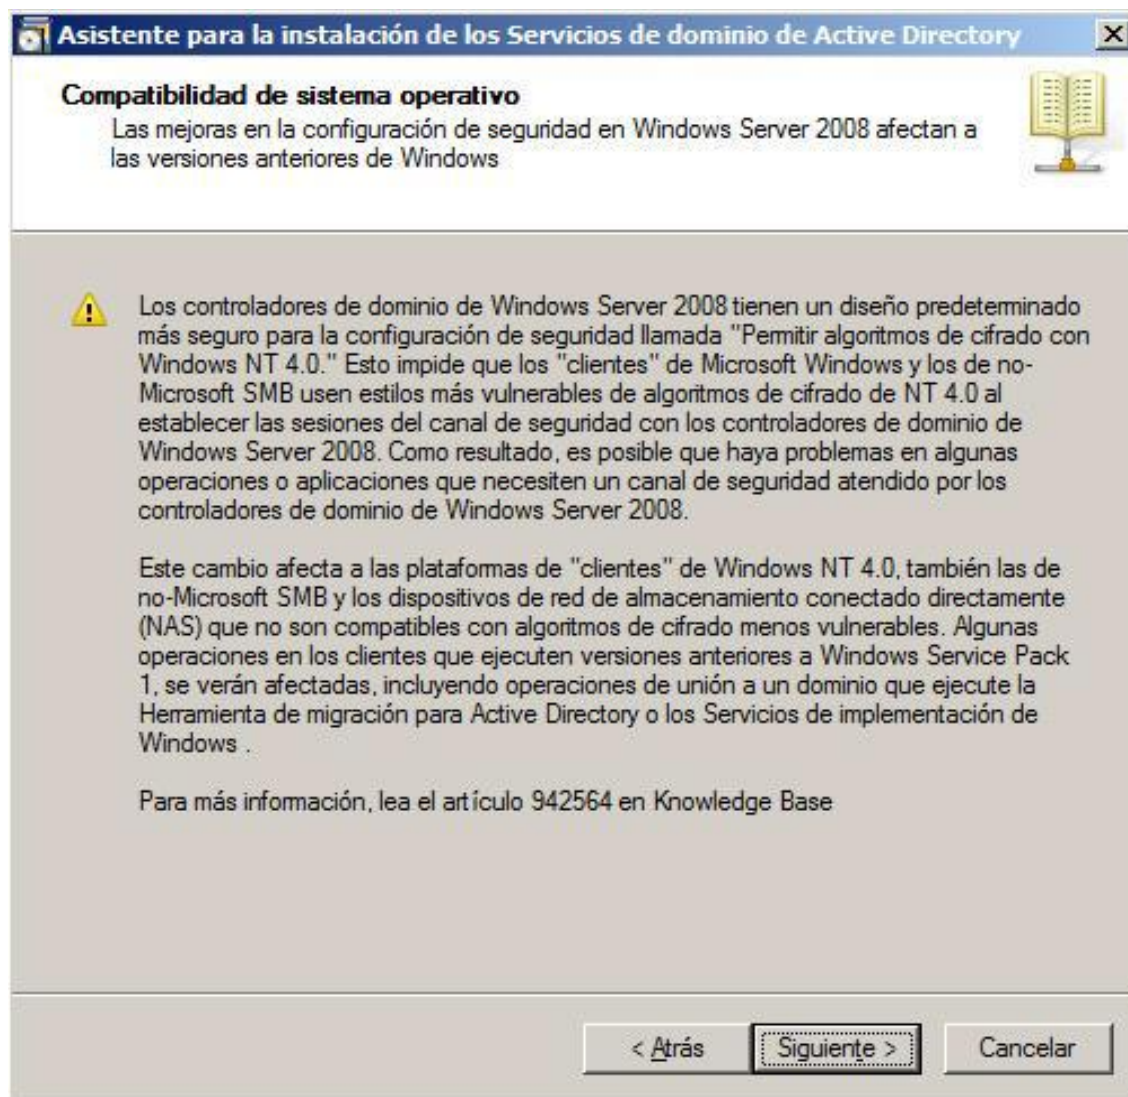 Asistente para la instalación de los Servicios de dominio de Active Directory
Compatibilidad de sistema operativo
Las mejoras en la configuración de seguridad en Windows Server 2008 afectan a
las versiones anteriores de Windows
Los controladores de dominio de Windows Server 2008 tienen un diseño predeterminado
más seguro para la configuración de seguridad llamada "Permitir algoritmos de cifrado con
Windows NT 4.0." Esto impide que los "clientes" de Microsoft Windows y los de no-
Microsoft SMB usen estilos más vulnerables de algoritmos de cifrado de NT 4.0 al
establecer las sesiones del canal de seguridad con los controladores de dominio de
Windows Server 2008. Como resultado, es posible que haya problemas en algunas
operaciones o aplicaciones que necesiten un canal de seguridad atendido por los
controladores de dominio de Windows Server 2008.
Este cambio afecta a las plataformas de "clientes" de Windows NT 4.0, también las de
no-Microsoft SMB y los dispositivos de red de almacenamiento conectado directamente
(NAS) que no son compatibles con algoritmos de cifrado menos vulnerables. Algunas
operaciones en los clientes que ejecuten versiones anteriores a Windows Service Pack
1, se verán afectadas, incluyendo operaciones de unión a un dominio que ejecute la
Herramienta de migración para Active Directory o los Servicios de implementación de
Windows .
Para más información, lea el artículo 942564 en Knowledge Base
< Atrás Siguiente > Cancelar